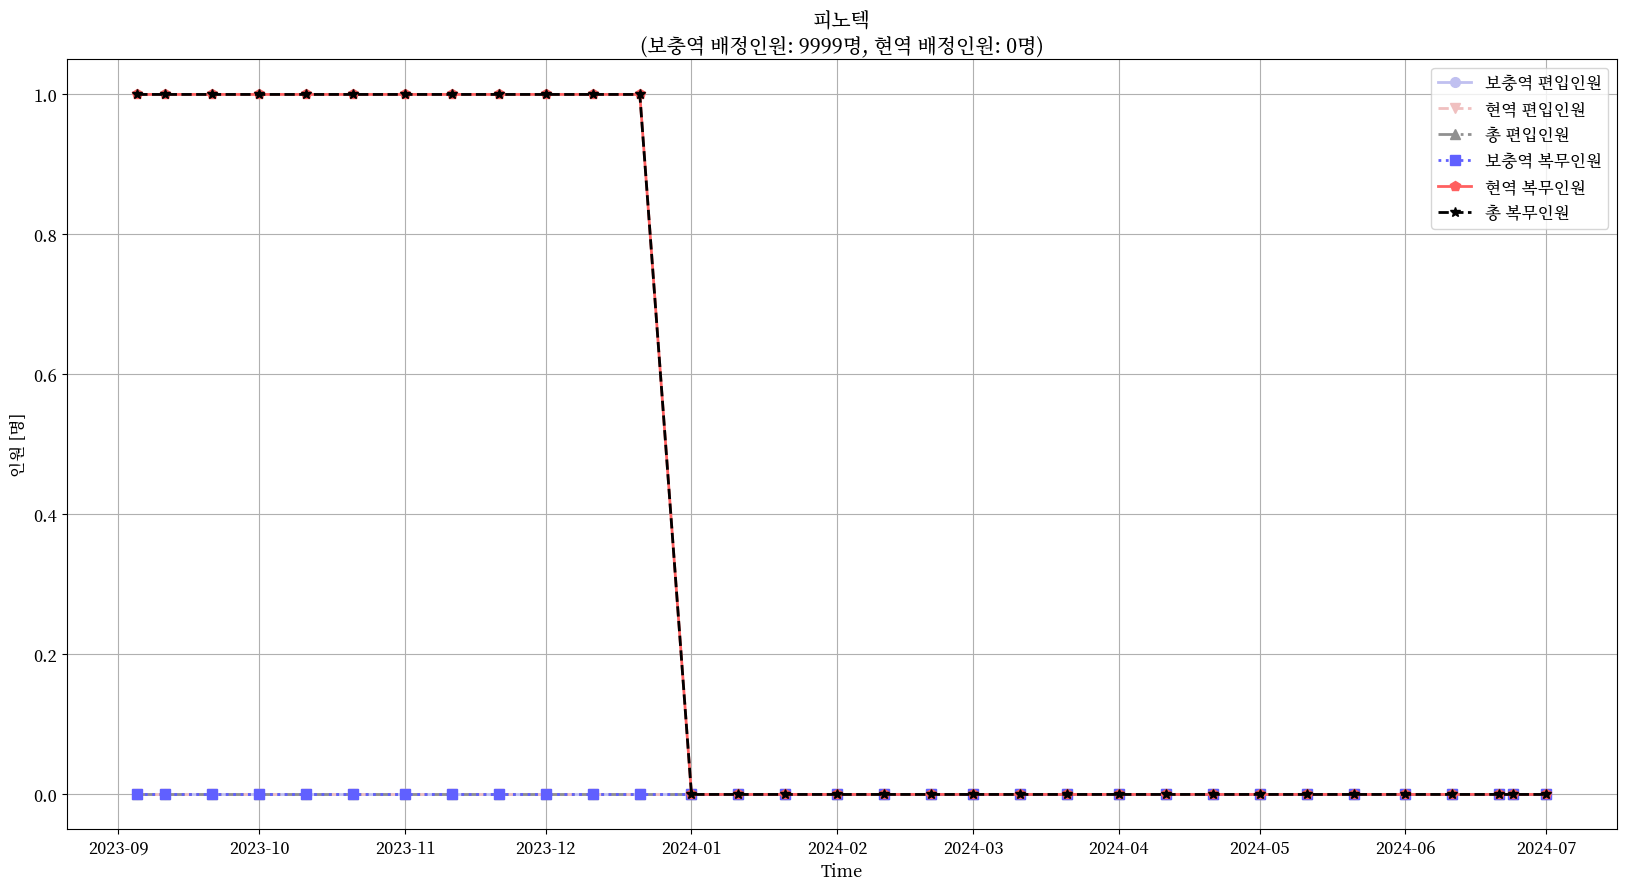 피노텍
(보충역 배정인원: 9999명, 현역 배정인원: 0명)
보충역 편입인원
현역 편입인원
총 편입인원
보충역 복무인원
현역 복무인원
총 복무인원
인원 [명]
1.0
0.8
0.6
0.4
0.2
0.0
2023-09
2023-10
2023-11
2023-12
2024-01
2024-02
2024-03
2024-04
2024-05
2024-06
2024-07
Time